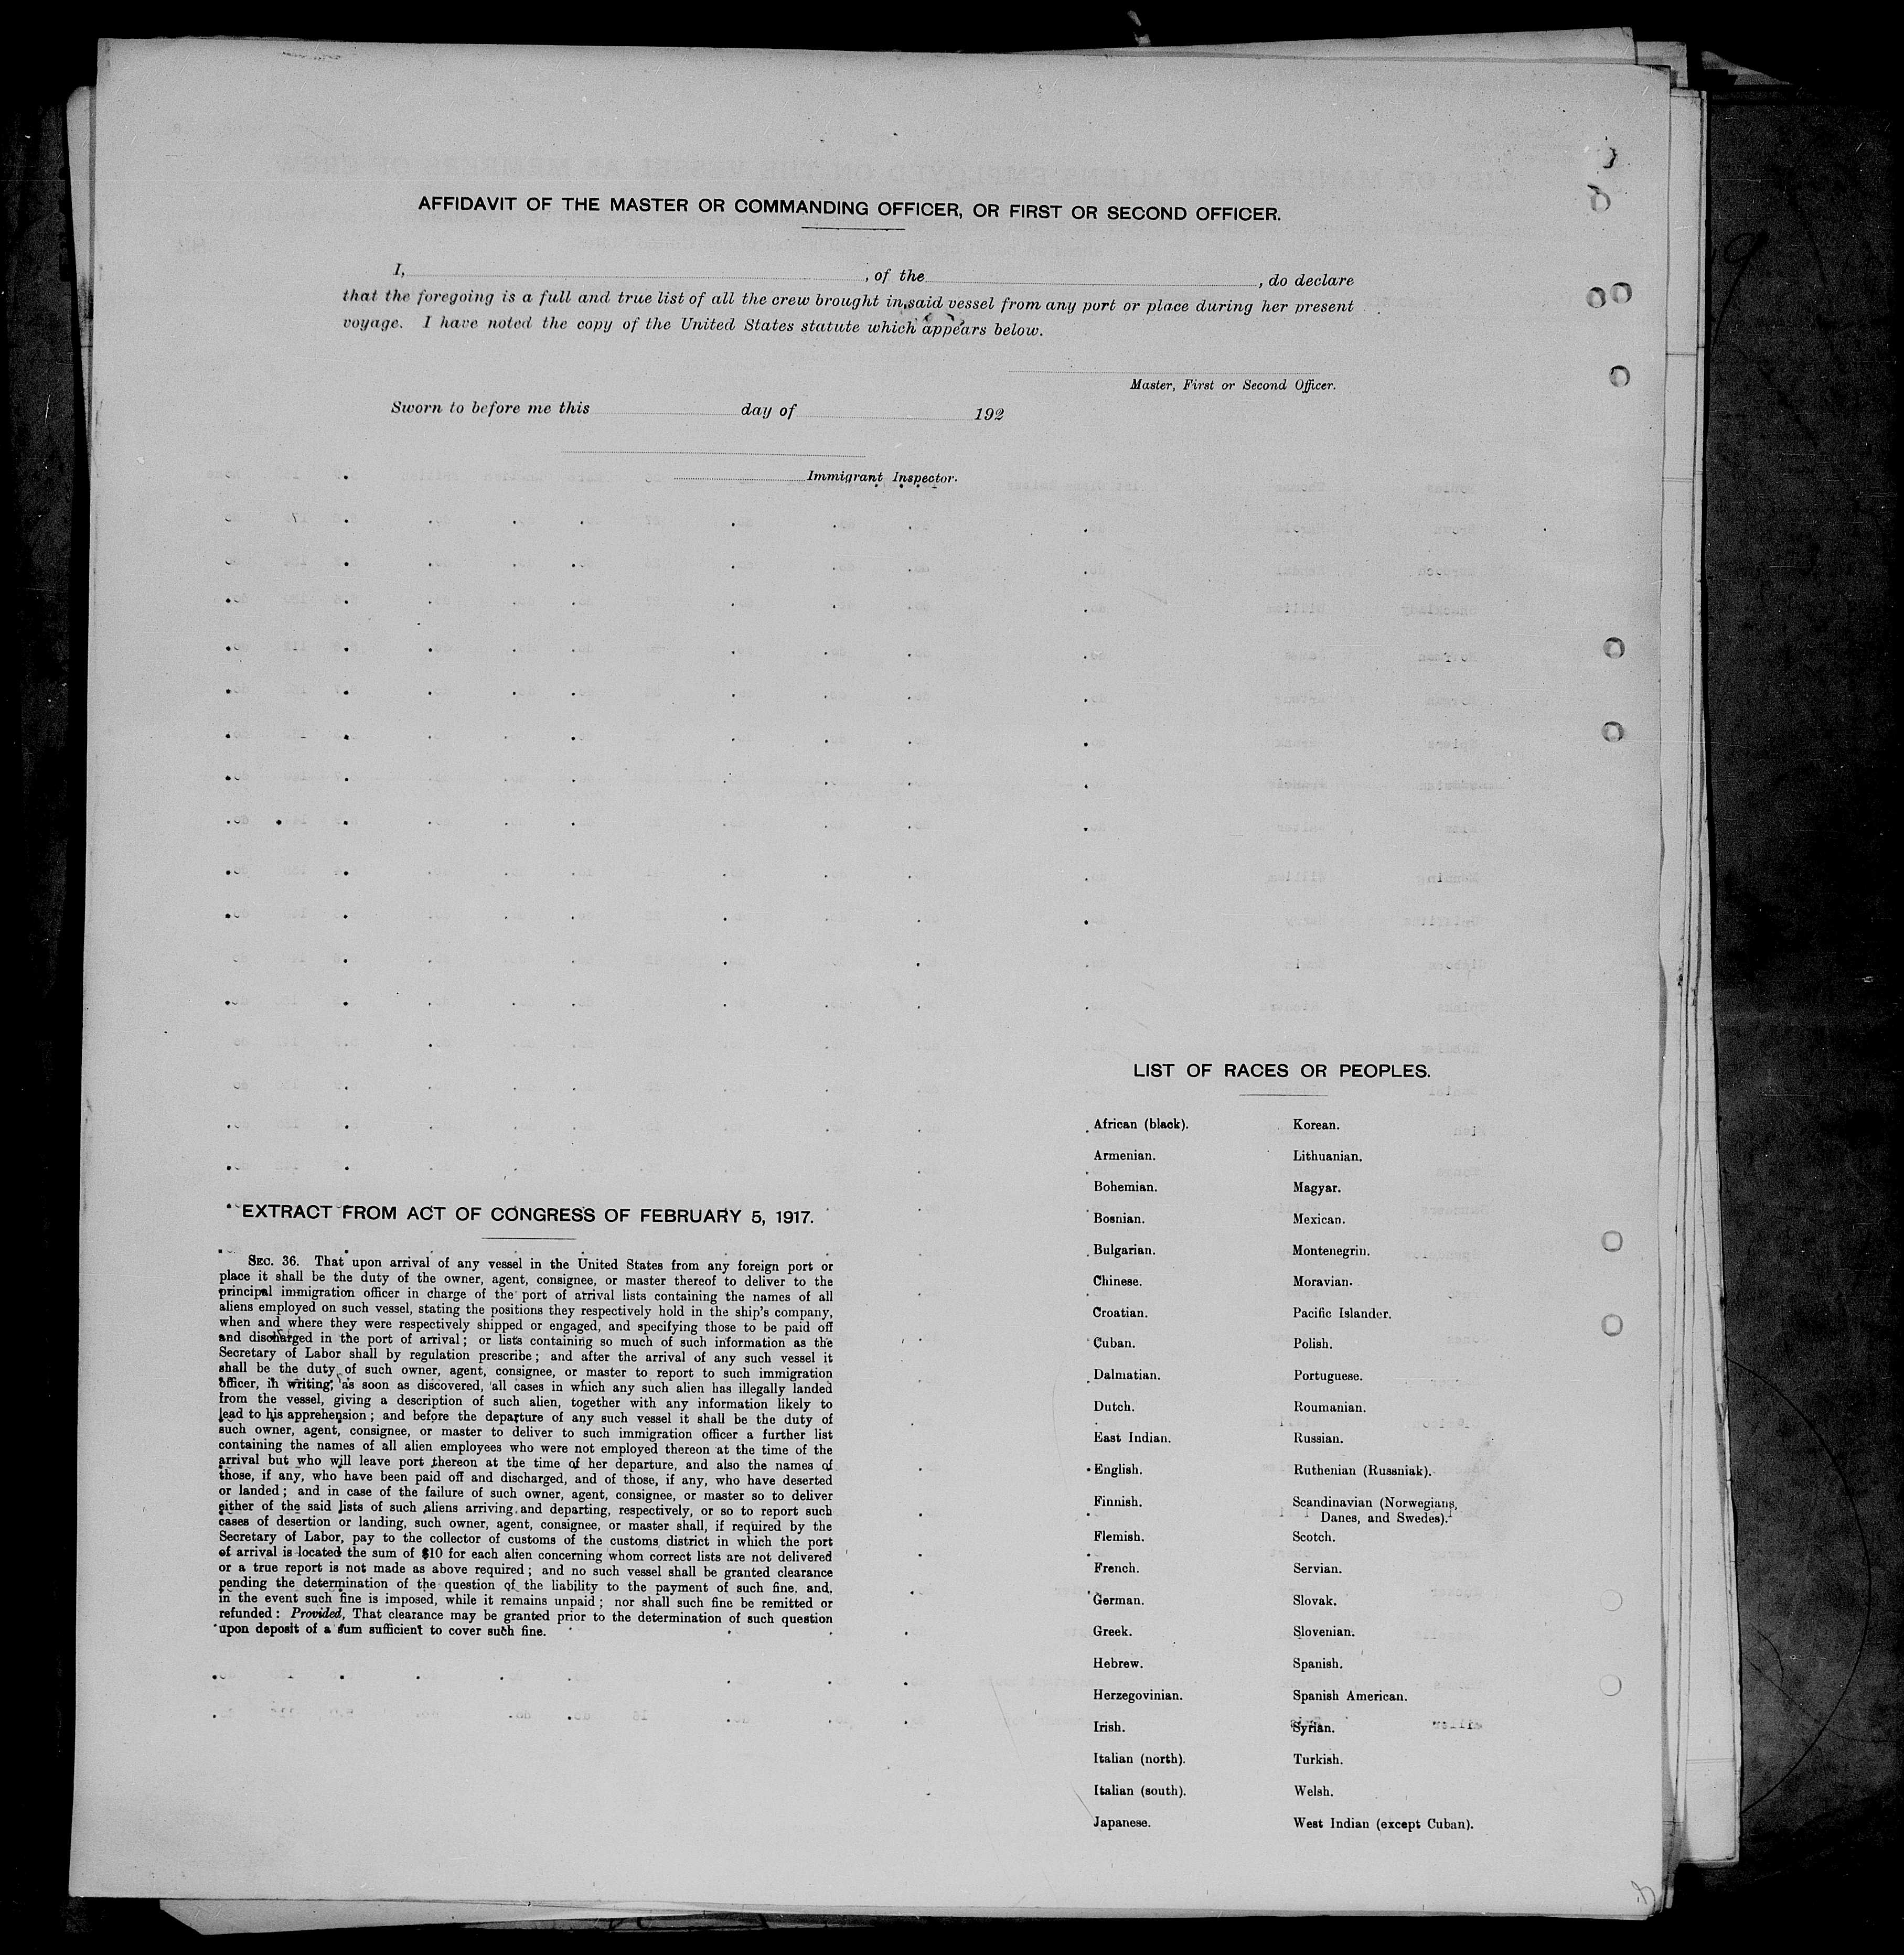 AFFIDAVIT OF THE MASTER OR COMMANDING OFFICER, OR FIRST OR SECOND OFFICER.
I, , of the , do declare
that the foregoing is a full and true list of all the crew brought in said vessel from any port or place during her present
voyage. I have noted the copy of the United States statute which appears below.
Master, First or Second Officer.
Sworn to before me this day of 192
Immigrant Inspector.
EXTRACT FROM ACT OF CONGRESS OF FEBRUARY 5, 1917.
SEC. 36. That upon arrival of any vessel in the United States from any foreign port or
place it shall be the duty of the owner, agent, consignee, or master thereof to deliver to the
principal immigration officer in charge of the port of arrival lists containing the names of all
aliens employed on such vessel, stating the positions they respectively hold in the ship's company,
when and where they were respectively shipped or engaged, and specifying those to be paid off
and discharged in the port of arrival; or lists containing so much of such information as the
Secretary of Labor shall by regulation prescribe; and after the arrival of any such vessel it
shall be the duty of such owner, agent, consignee, or master to report to such immigration
officer, in writing, as soon as discovered, all cases in which any such alien has illegally landed
from the vessel, giving a description of such alien, together with any information likely to
lead to his apprehension; and before the departure of any such vessel it shall be the duty of
such owner, agent, consignee, or master to deliver to such immigration officer a further list
containing the names of all alien employees who were not employed thereon at the time of the
arrival but who will leave port thereon at the time of her departure, and also the names of
those, if any, who have been paid off and discharged, and of those, if any, who have deserted
or landed; and in case of the failure of such owner, agent, consignee, or master so to deliver
either of the said lists of such aliens arriving and departing, respectively, or so to report such
cases of desertion or landing, such owner, agent, consignee, or master shall, if required by the
Secretary of Labor, pay to the collector of customs of the customs district in which the port
of arrival is located the sum of $10 for each alien concerning whom correct lists are not delivered
or a true report is not made as above required; and no such vessel shall be granted clearance
pending the determination of the question of the liability to the payment of such fine, and,
in the event such fine is imposed, while it remains unpaid; nor shall such fine be remitted or
refunded: Provided, That clearance may be granted prior to the determination of such question
upon deposit of a sum sufficient to cover such fine.
LIST OF RACES OR PEOPLES.
African (black). Korean.
Armenian. Lithuanian.
Bohemian. Magyar.
Bosnian. Mexican.
Bulgarian. Montenegrin.
Chinese. Moravian.
Croatian. Pacific Islander.
Cuban. Polish.
Dalmatian. Portuguese.
Dutch. Roumanian.
East Indian. Russian.
English. Ruthenian (Russniak).
Finnish. Scandinavian (Norwegians,
Danes, and Swedes).
Flemish. Scotch.
French. Servian.
German. Slovak.
Greek. Slovenian.
Hebrew. Spanish.
Herzegovinian. Spanish American.
Irish. Syrian.
Italian (north). Turkish.
Italian (south). Welsh.
Japanese. West Indian (except Cuban).